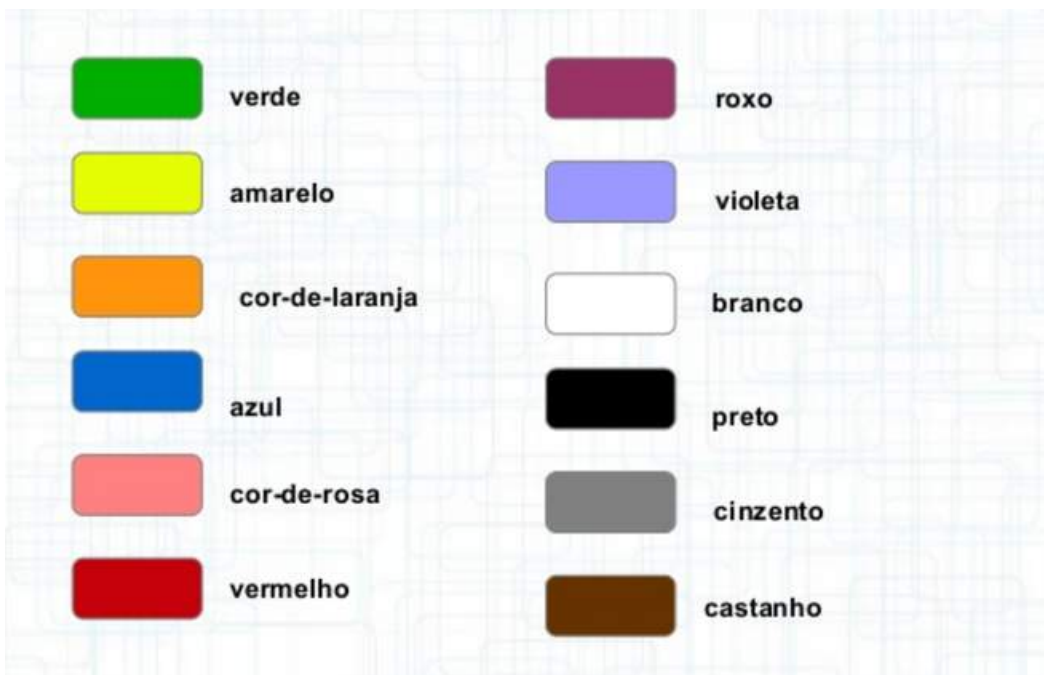 verde
amarelo
cor-de-laranja
azul
cor-de-rosa
vermelho
roxo
violeta
branco
preto
cinzento
castanho